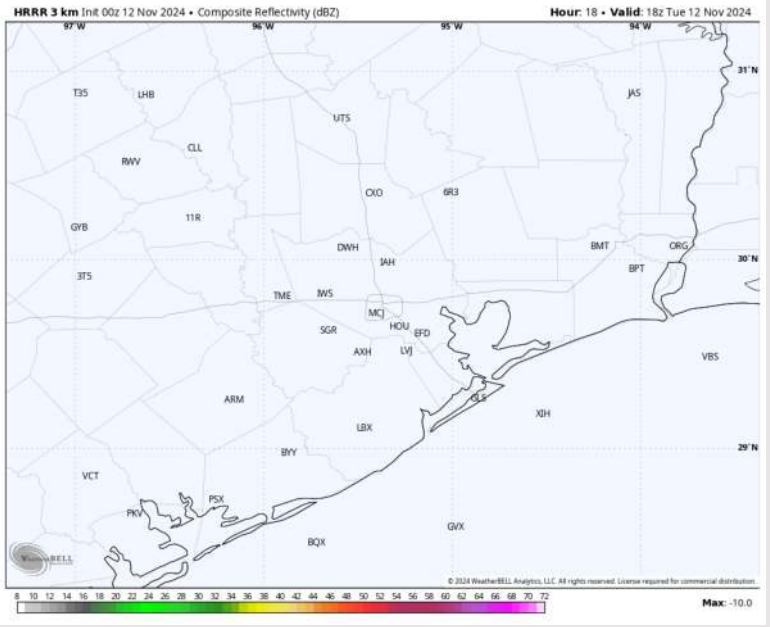 HRRR 3 km Init 00z 12 Nov 2024 • Composite Reflectivity (dBZ)
Hour: 18 • Valid: 18z Tue 12 Nov 2024
97°W 96°W 95°W 94°W
31°N
T35 LHB JAS
UTS
CLL
RWV
CXO 6R3
11R
GYB
DWH BMT ORG
IAH 30°N
3T5 BPT
TME IWS
MCJ
SGR HOU EFD
AXH LVJ VBS
ARM GLS
XIH
LBX
BYY 29°N
VCT
PSX
PKV
GVX
BQX
WeatherBELL
© 2024 WeatherBELL Analytics, LLC. All rights reserved. License required for commercial distribution.
8 10 12 14 16 18 20 22 24 26 28 30 32 34 36 38 40 42 44 46 48 50 52 54 56 58 60 62 64 66 68 70 72
Max: -10.0